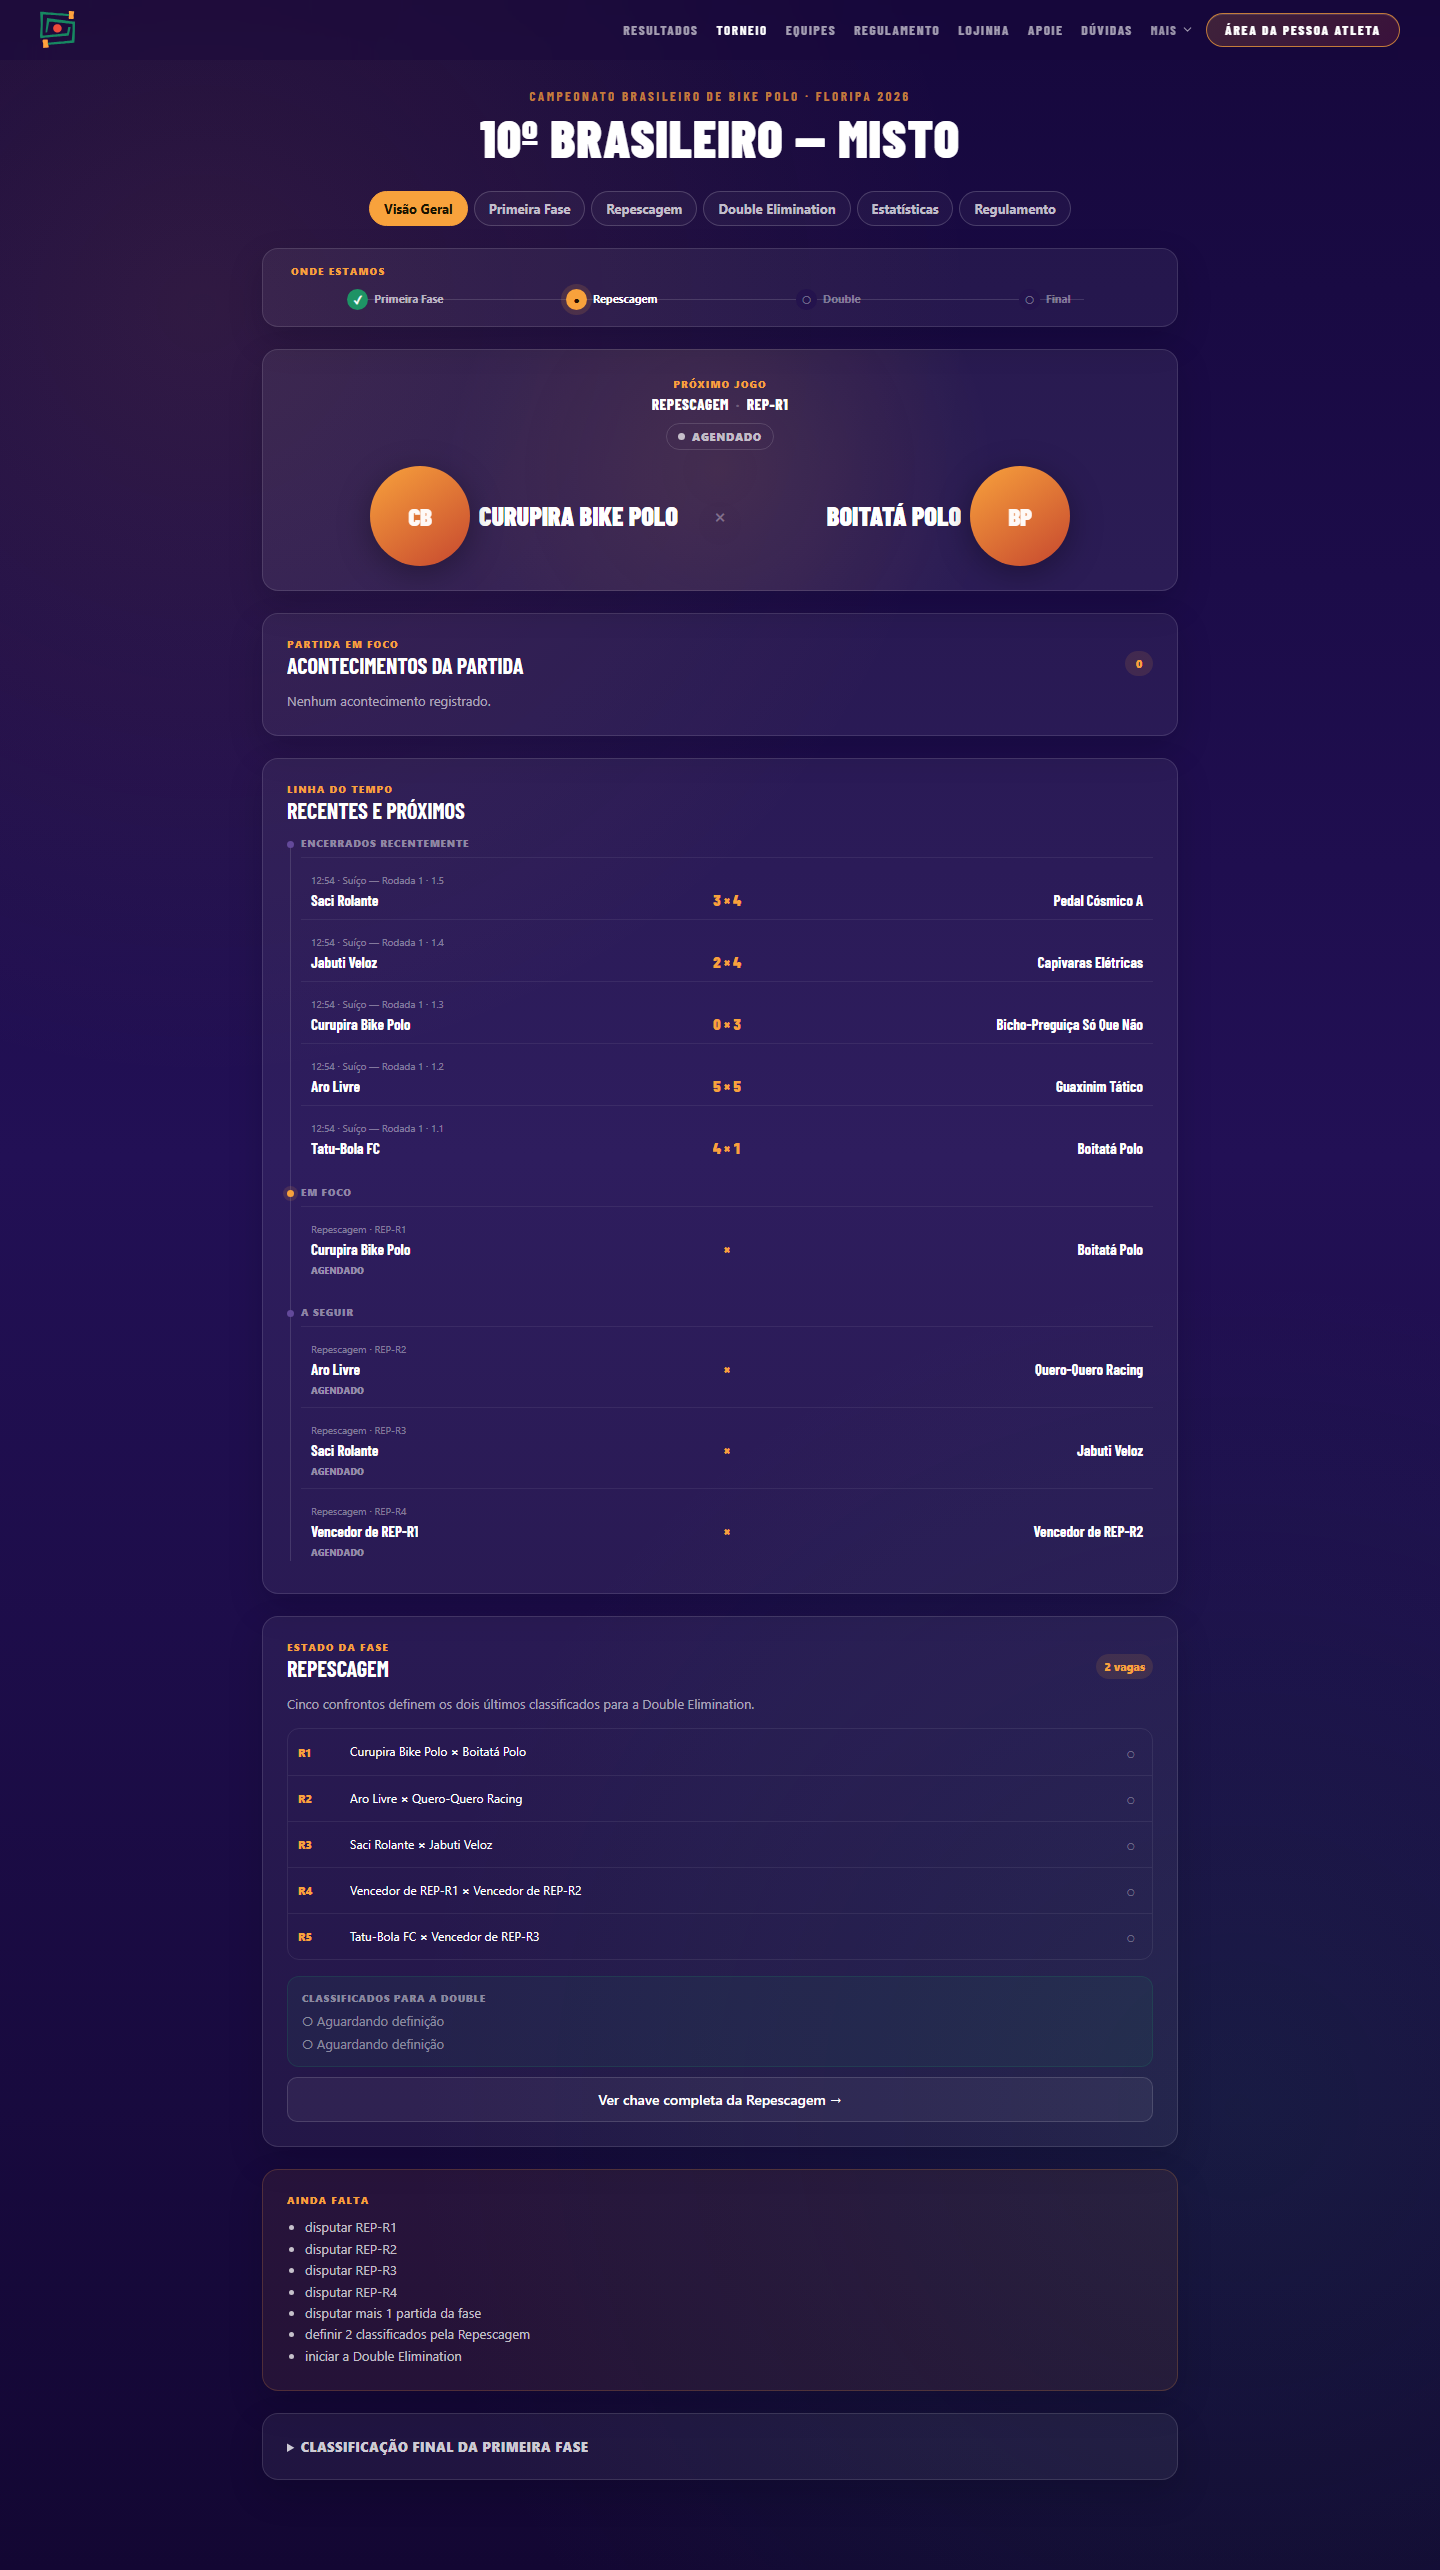 RESULTADOS TORNEIO EQUIPES REGULAMENTO LOJINHA APOIE DÚVIDAS MAIS ÁREA DA PESSOA ATLETA
CAMPEONATO BRASILEIRO DE BIKE POLO · FLORIPA 2026
10º BRASILEIRO — MISTO
Visão Geral Primeira Fase Repescagem Double Elimination Estatísticas Regulamento
ONDE ESTAMOS
Primeira Fase Repescagem Double Final
PRÓXIMO JOGO
REPESCAGEM · REP-R1
AGENDADO
CB CURUPIRA BIKE POLO × BOITATÁ POLO BP
PARTIDA EM FOCO
ACONTECIMENTOS DA PARTIDA
0
Nenhum acontecimento registrado.
LINHA DO TEMPO
RECENTES E PRÓXIMOS
ENCERRADOS RECENTEMENTE
12:54 · Suíço — Rodada 1 · 1.5
Saci Rolante 3 × 4 Pedal Cósmico A
12:54 · Suíço — Rodada 1 · 1.4
Jabuti Veloz 2 × 4 Capivaras Elétricas
12:54 · Suíço — Rodada 1 · 1.3
Curupira Bike Polo 0 × 3 Bicho-Preguiça Só Que Não
12:54 · Suíço — Rodada 1 · 1.2
Aro Livre 5 × 5 Guaxinim Tático
12:54 · Suíço — Rodada 1 · 1.1
Tatu-Bola FC 4 × 1 Boitatá Polo
EM FOCO
Repescagem · REP-R1
Curupira Bike Polo × Boitatá Polo
AGENDADO
A SEGUIR
Repescagem · REP-R2
Aro Livre × Quero-Quero Racing
AGENDADO
Repescagem · REP-R3
Saci Rolante × Jabuti Veloz
AGENDADO
Repescagem · REP-R4
Vencedor de REP-R1 × Vencedor de REP-R2
AGENDADO
ESTADO DA FASE
REPESCAGEM
2 vagas
Cinco confrontos definem os dois últimos classificados para a Double Elimination.
R1 Curupira Bike Polo × Boitatá Polo
R2 Aro Livre × Quero-Quero Racing
R3 Saci Rolante × Jabuti Veloz
R4 Vencedor de REP-R1 × Vencedor de REP-R2
R5 Tatu-Bola FC × Vencedor de REP-R3
CLASSIFICADOS PARA A DOUBLE
○ Aguardando definição
○ Aguardando definição
Ver chave completa da Repescagem →
AINDA FALTA
• disputar REP-R1
• disputar REP-R2
• disputar REP-R3
• disputar REP-R4
• disputar mais 1 partida da fase
• definir 2 classificados pela Repescagem
• iniciar a Double Elimination
▶ CLASSIFICAÇÃO FINAL DA PRIMEIRA FASE